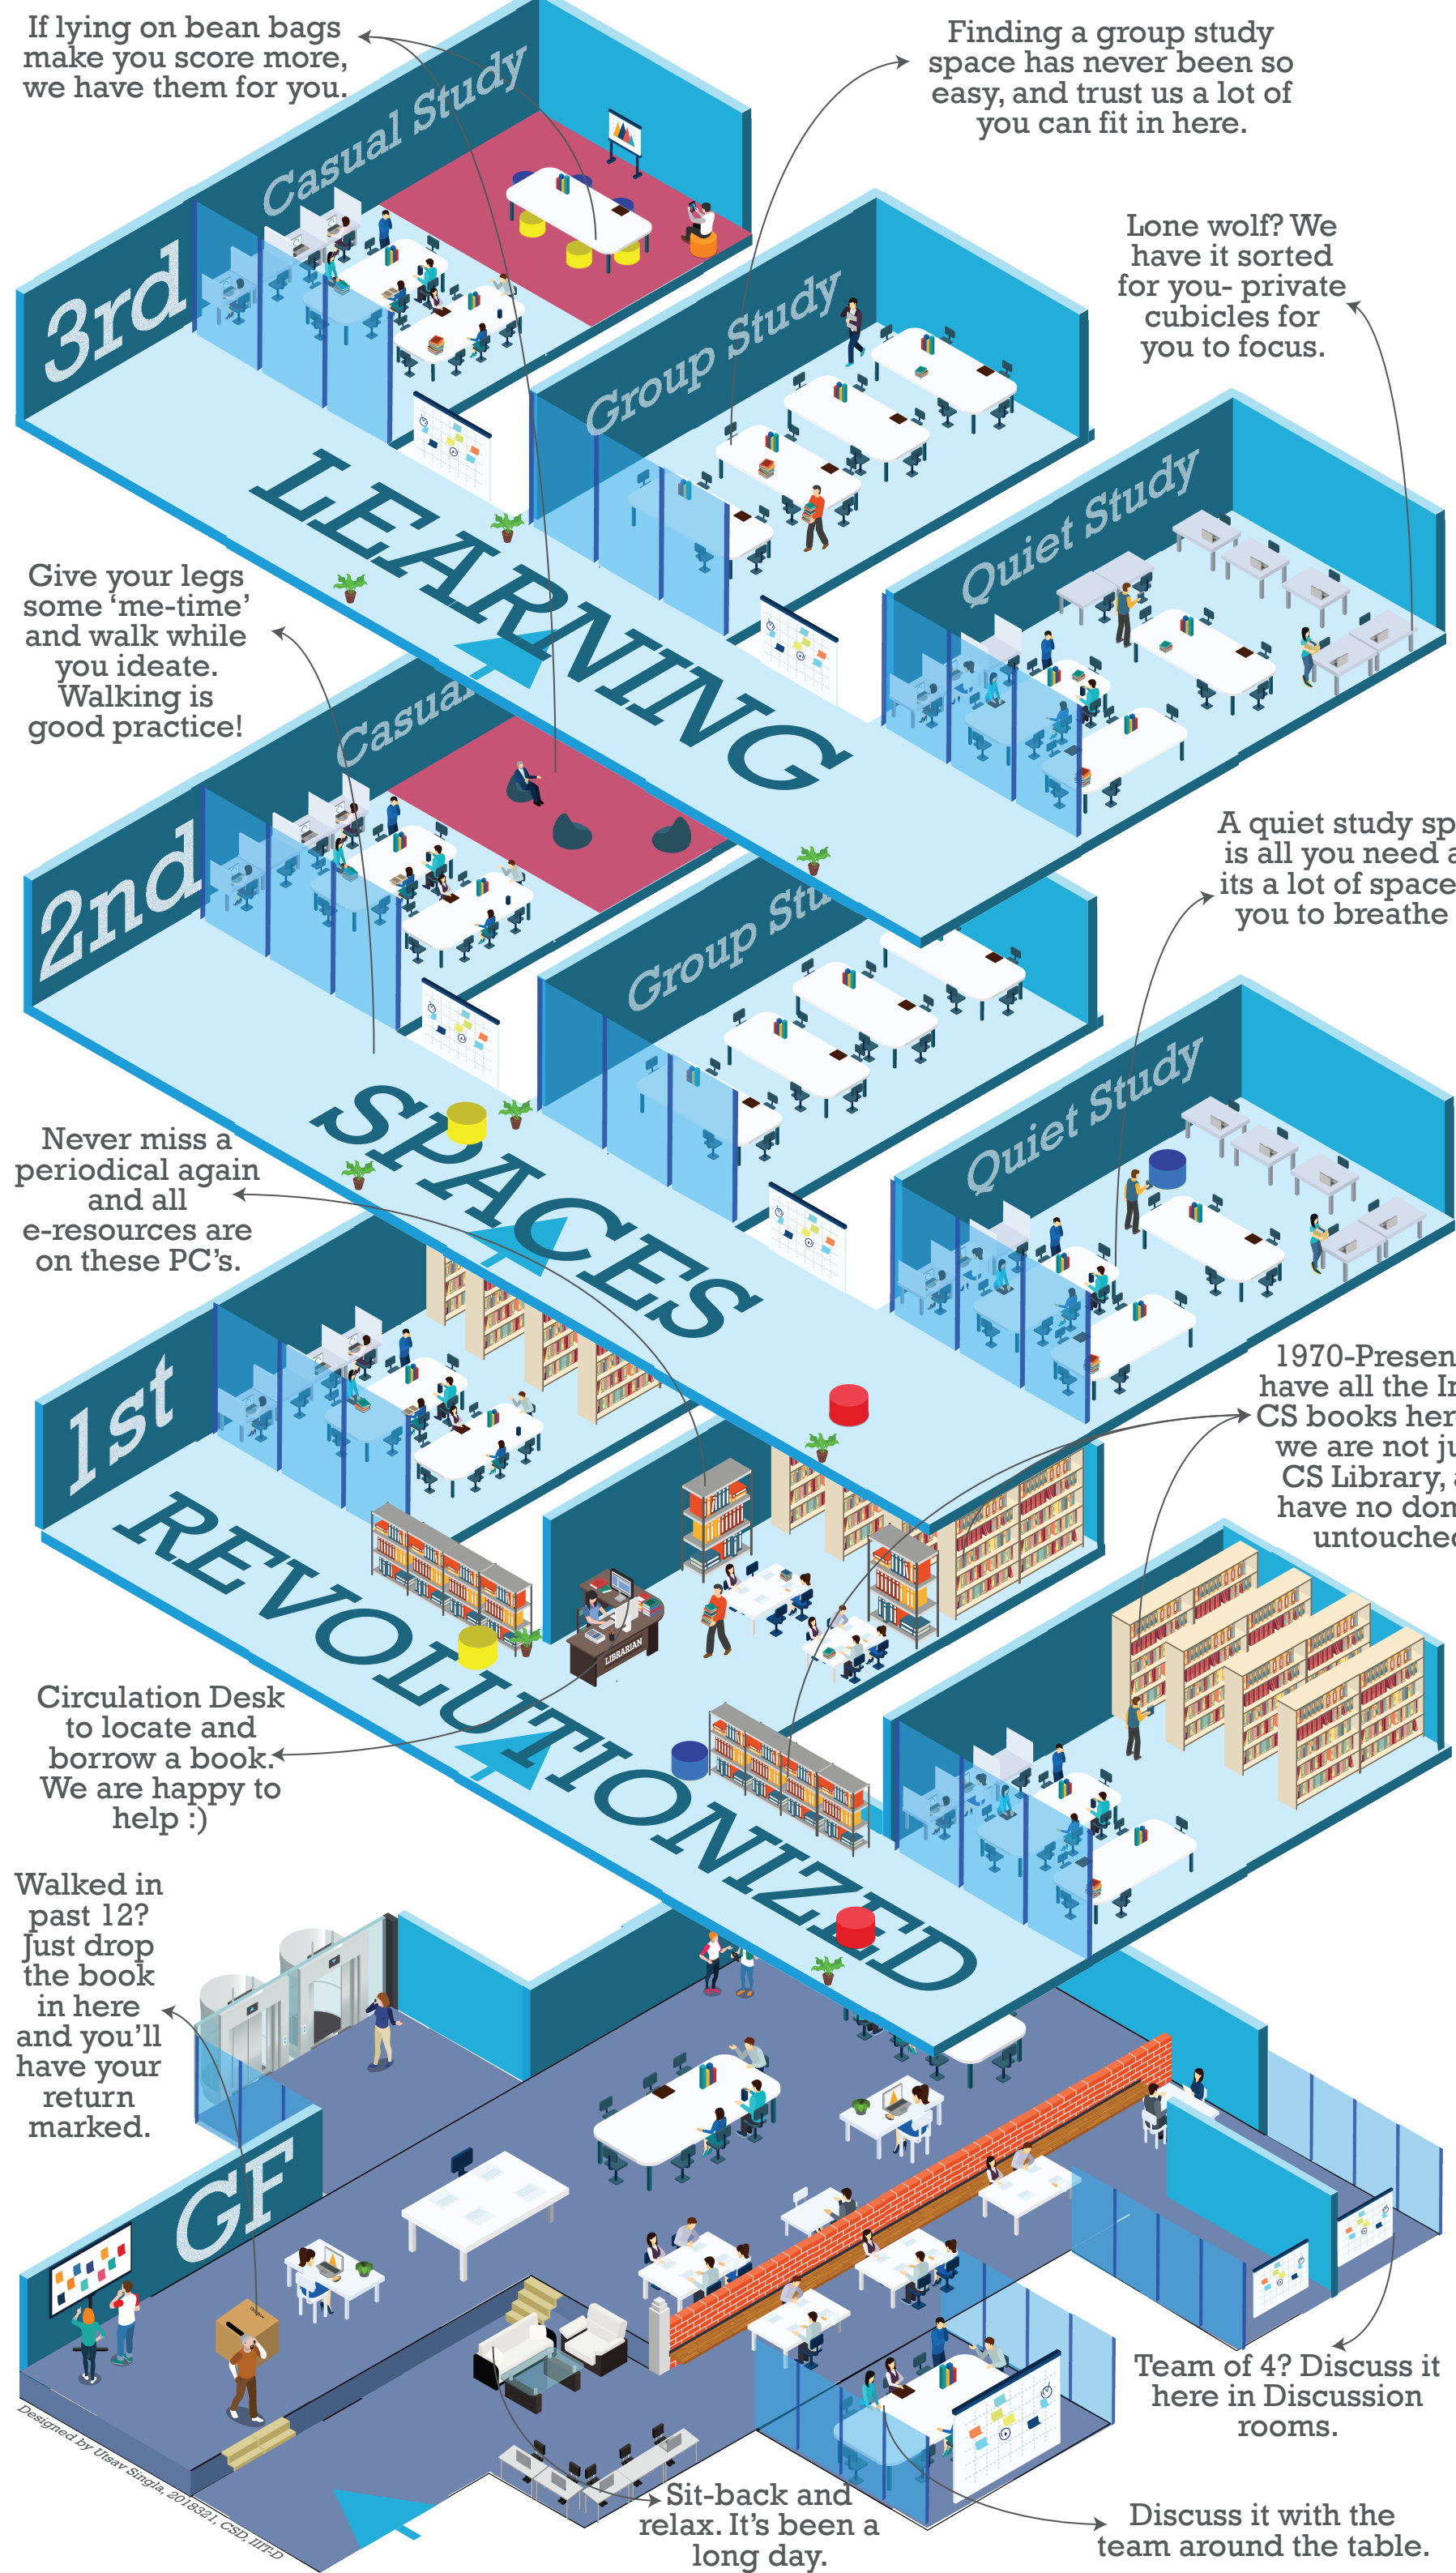 If lying on bean bags
make you score more,
we have them for you.
Finding a group study
space has never been so
easy, and trust us a lot of
you can fit in here.
Casual Study
3rd
Group Study
Lone wolf? We
have it sorted
for you- private
cubicles for
you to focus.
Quiet Study
LEARNING
Give your legs
some ‘me-time’
and walk while
you ideate.
Walking is
good practice!
Casual
2nd
Group Stu
A quiet study sp
is all you need a
its a lot of space
you to breathe
Quiet Study
SPACES
Never miss a
periodical again
and all
e-resources are
on these PC’s.
1st
1970-Presen
have all the In
CS books her
we are not ju
CS Library, a
have no don
untouched
LIBRARIAN
REVOLUTIONIZED
Circulation Desk
to locate and
borrow a book.
We are happy to
help :)
Walked in
past 12?
Just drop
the book
in here
and you’ll
have your
return
marked.
GF
Team of 4? Discuss it
here in Discussion
rooms.
Sit-back and
relax. It’s been a
long day.
Discuss it with the
team around the table.
Designed by Utsav Singla, 2018321, CSD, IIIT-D